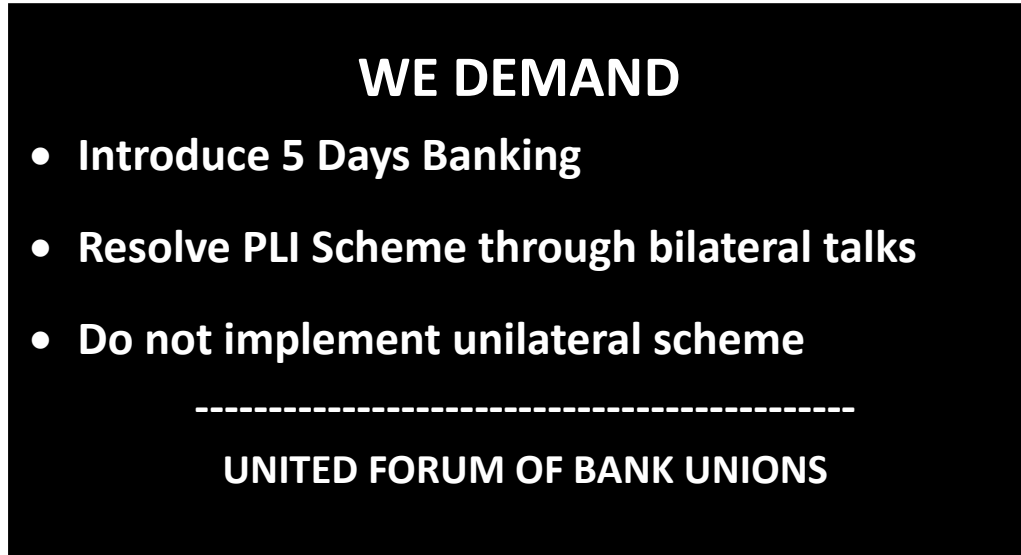 WE DEMAND
• Introduce 5 Days Banking
• Resolve PLI Scheme through bilateral talks
• Do not implement unilateral scheme
---------------------------------------------
UNITED FORUM OF BANK UNIONS